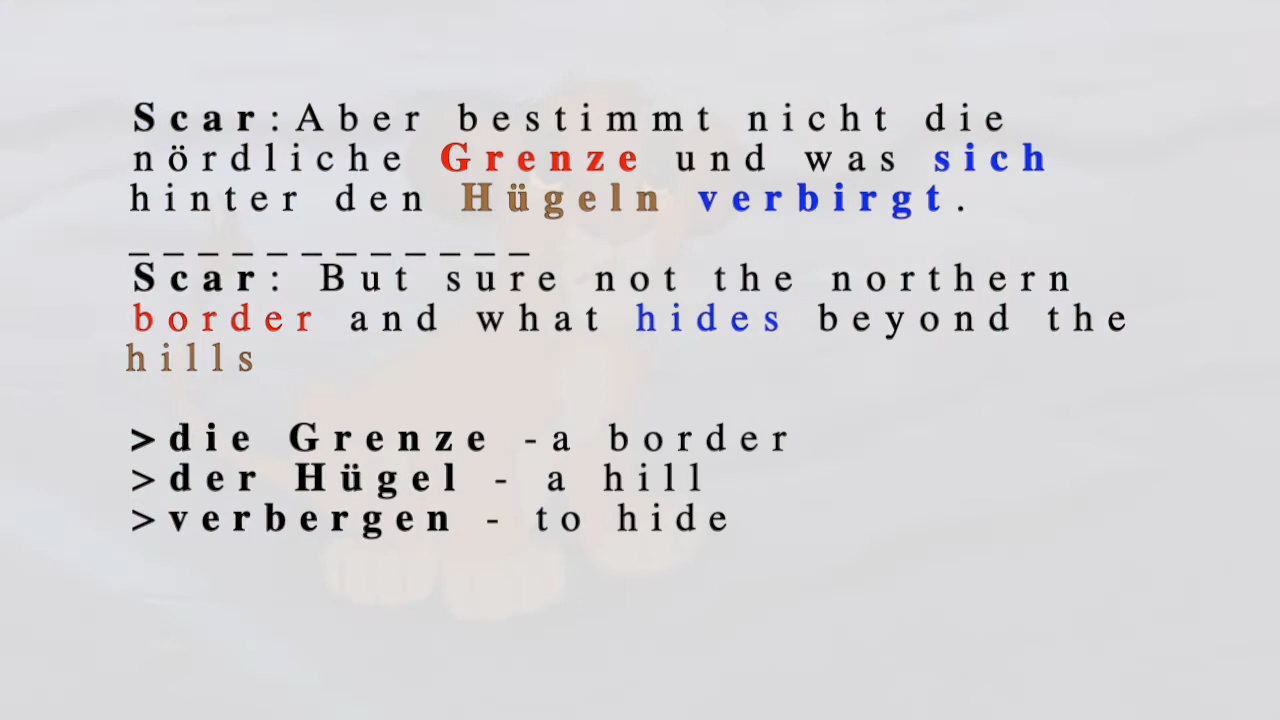 Scar:Aber bestimmt nicht die
nördliche Grenze und was sich
hinter den Hügeln verbirgt.
____________
Scar: But sure not the northern
border and what hides beyond the
hills
>die Grenze -a border
>der Hügel - a hill
>verbergen - to hide